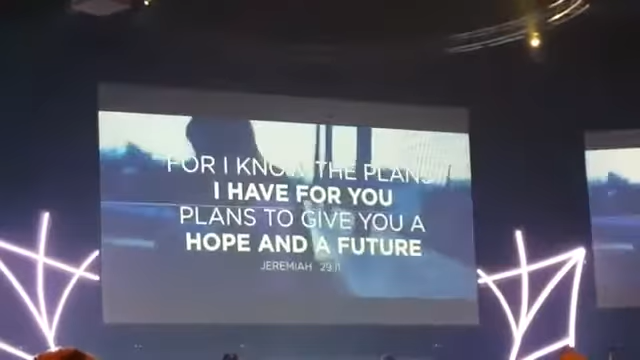 FOR I KNOW THE PLANS
I HAVE FOR YOU
PLANS TO GIVE YOU A
HOPE AND A FUTURE
JEREMIAH 29:11